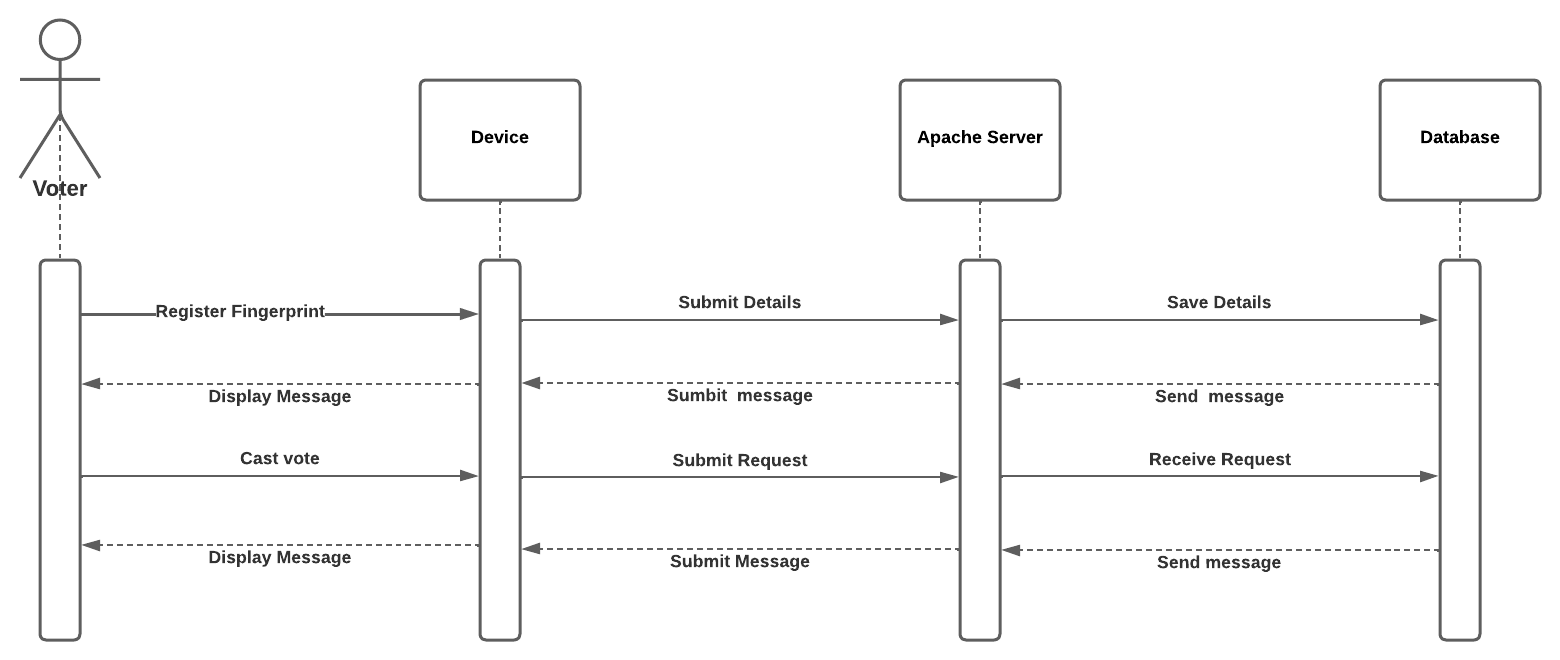 Voter
Device
Apache Server
Database
Register Fingerprint
Submit Details
Save Details
Display Message
Sumbit  message
Send  message
Cast vote
Submit Request
Receive Request
Display Message
Submit Message
Send message